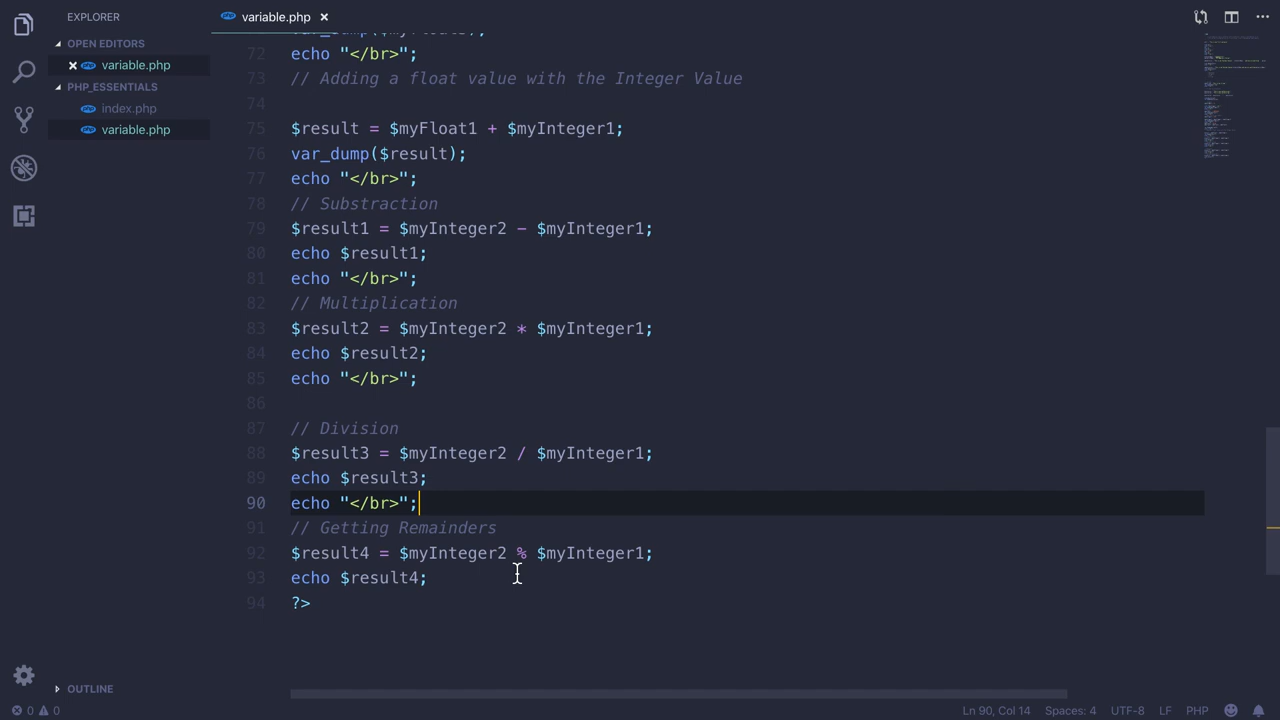 EXPLORER
OPEN EDITORS
variable.php
PHP_ESSENTIALS
index.php
variable.php
OUTLINE
variable.php
72 echo "</br>";
73 // Adding a float value with the Integer Value
74
75 $result = $myFloat1 + $myInteger1;
76 var_dump($result);
77 echo "</br>";
78 // Substraction
79 $result1 = $myInteger2 - $myInteger1;
80 echo $result1;
81 echo "</br>";
82 // Multiplication
83 $result2 = $myInteger2 * $myInteger1;
84 echo $result2;
85 echo "</br>";
86
87 // Division
88 $result3 = $myInteger2 / $myInteger1;
89 echo $result3;
90 echo "</br>";
91 // Getting Remainders
92 $result4 = $myInteger2 % $myInteger1;
93 echo $result4;
94 ?>
0 0 Ln 90, Col 14 Spaces: 4 UTF-8 LF PHP